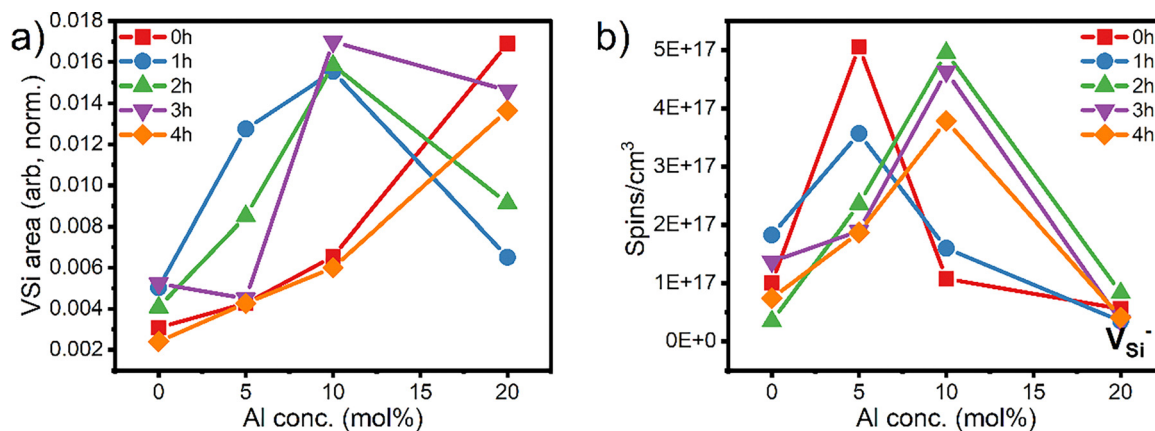 a)
VSi area (arb, norm.)
0.018
0.016
0.014
0.012
0.010
0.008
0.006
0.004
0.002
0h
1h
2h
3h
4h
0 5 10 15 20
Al conc. (mol%)
b)
Spins/cm³
5E+17
4E+17
3E+17
2E+17
1E+17
0E+0
0h
1h
2h
3h
4h
V_Si⁻
0 5 10 15 20
Al conc. (mol%)